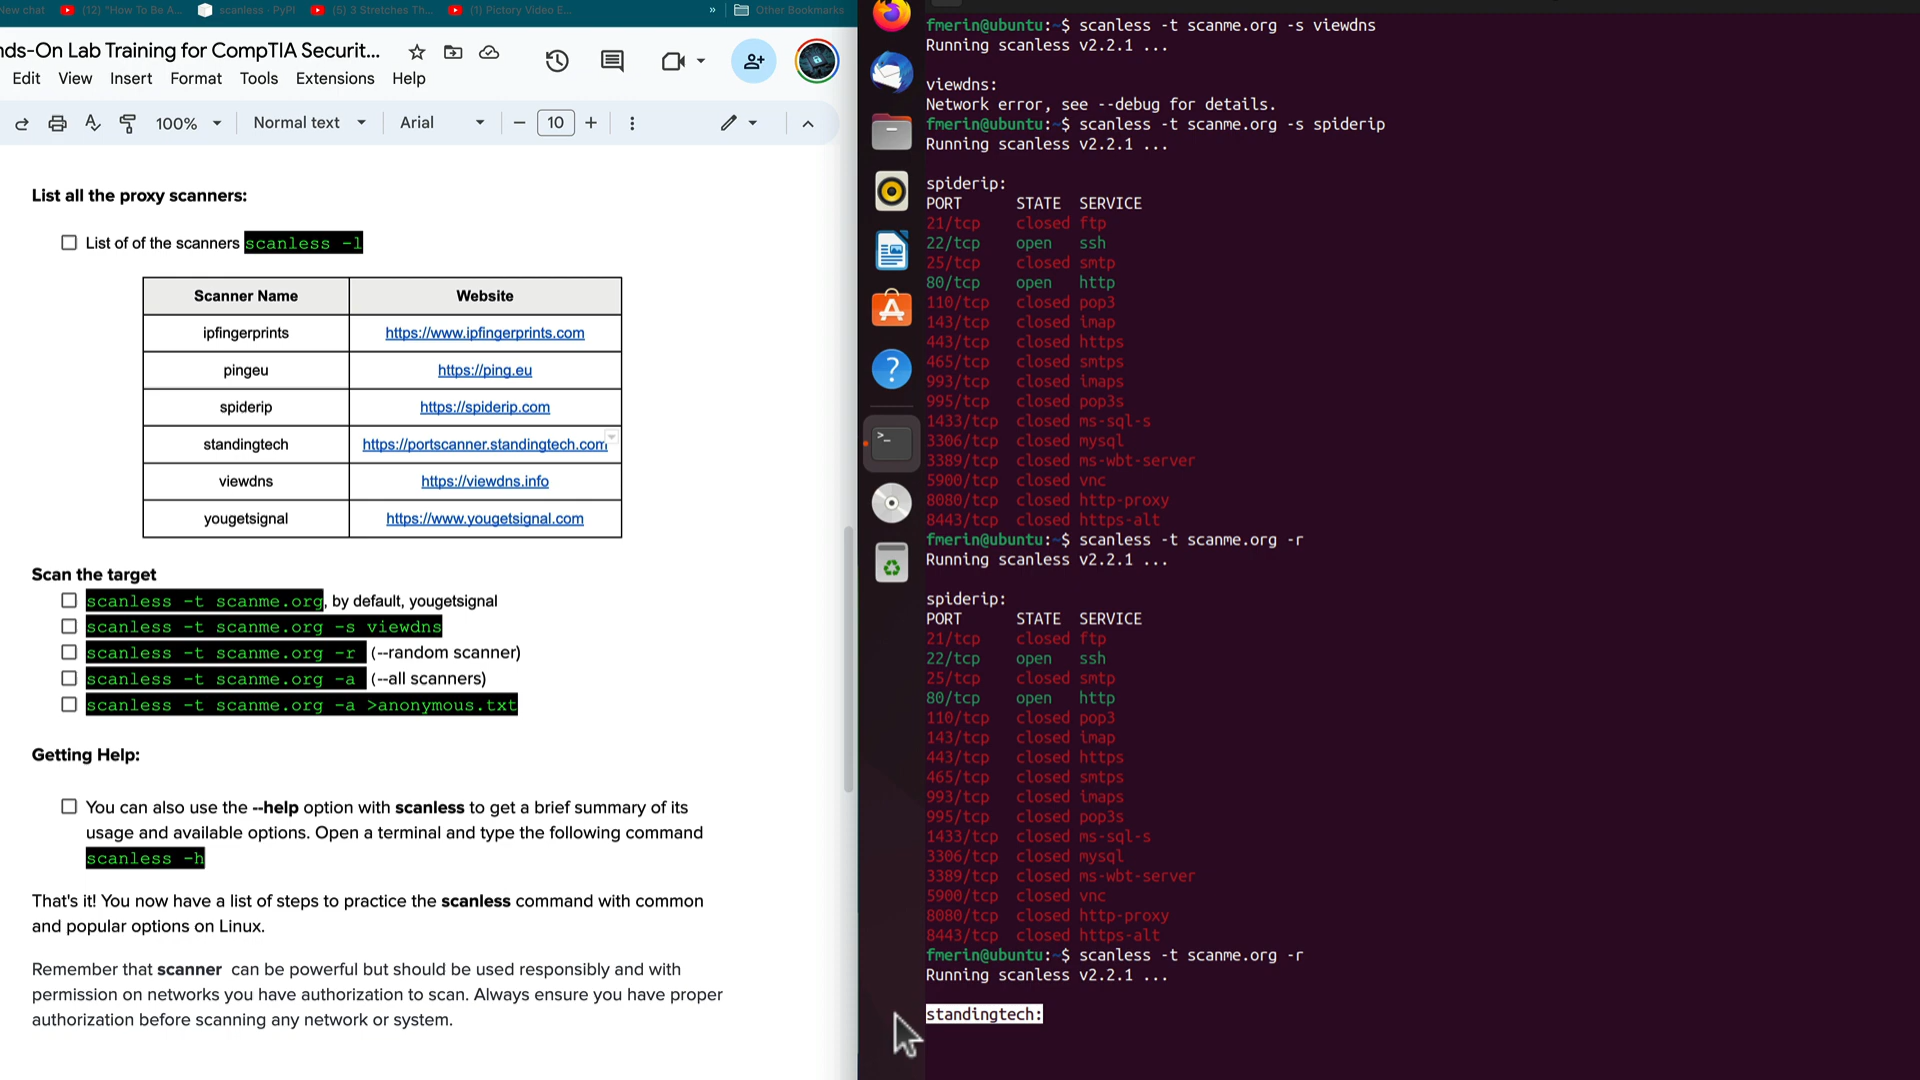 New chat
(12) "How To Be A...
scanless · PyPI
(5) 3 Stretches Th...
(1) Pictory Video E...
»
Other Bookmarks
nds-On Lab Training for CompTIA Securit...
Edit View Insert Format Tools Extensions Help
100% Normal text Arial 10
List all the proxy scanners:
List of of the scanners scanless -l
Scanner Name Website
ipfingerprints https://www.ipfingerprints.com
pingeu https://ping.eu
spiderip https://spiderip.com
standingtech https://portscanner.standingtech.com
viewdns https://viewdns.info
yougetsignal https://www.yougetsignal.com
Scan the target
scanless -t scanme.org, by default, yougetsignal
scanless -t scanme.org -s viewdns
scanless -t scanme.org -r (--random scanner)
scanless -t scanme.org -a (--all scanners)
scanless -t scanme.org -a >anonymous.txt
Getting Help:
You can also use the --help option with scanless to get a brief summary of its
usage and available options. Open a terminal and type the following command
scanless -h
That's it! You now have a list of steps to practice the scanless command with common
and popular options on Linux.
Remember that scanner can be powerful but should be used responsibly and with
permission on networks you have authorization to scan. Always ensure you have proper
authorization before scanning any network or system.
fmerin@ubuntu:~$ scanless -t scanme.org -s viewdns
Running scanless v2.2.1 ...
viewdns:
Network error, see --debug for details.
fmerin@ubuntu:~$ scanless -t scanme.org -s spiderip
Running scanless v2.2.1 ...
spiderip:
PORT STATE SERVICE
21/tcp closed ftp
22/tcp open ssh
25/tcp closed smtp
80/tcp open http
110/tcp closed pop3
143/tcp closed imap
443/tcp closed https
465/tcp closed smtps
993/tcp closed imaps
995/tcp closed pop3s
1433/tcp closed ms-sql-s
3306/tcp closed mysql
3389/tcp closed ms-wbt-server
5900/tcp closed vnc
8080/tcp closed http-proxy
8443/tcp closed https-alt
fmerin@ubuntu:~$ scanless -t scanme.org -r
Running scanless v2.2.1 ...
spiderip:
PORT STATE SERVICE
21/tcp closed ftp
22/tcp open ssh
25/tcp closed smtp
80/tcp open http
110/tcp closed pop3
143/tcp closed imap
443/tcp closed https
465/tcp closed smtps
993/tcp closed imaps
995/tcp closed pop3s
1433/tcp closed ms-sql-s
3306/tcp closed mysql
3389/tcp closed ms-wbt-server
5900/tcp closed vnc
8080/tcp closed http-proxy
8443/tcp closed https-alt
fmerin@ubuntu:~$ scanless -t scanme.org -r
Running scanless v2.2.1 ...
standingtech: